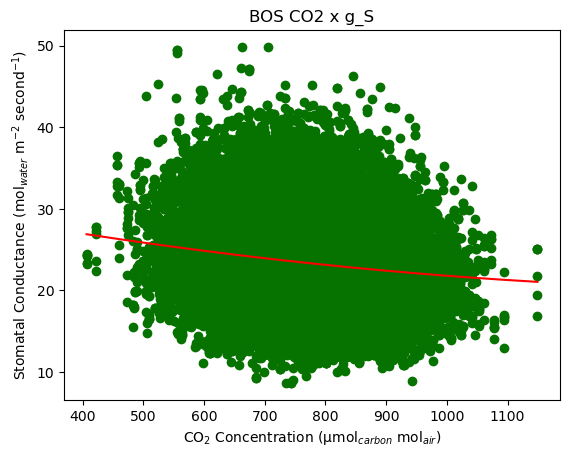 BOS CO2 x g_S
50
40
30
20
10
Stomatal Conductance (mol$_{water}$ m$^{-2}$ second$^{-1}$)
400 500 600 700 800 900 1000 1100
CO$_2$ Concentration (μmol$_{carbon}$ mol$_{air}$)